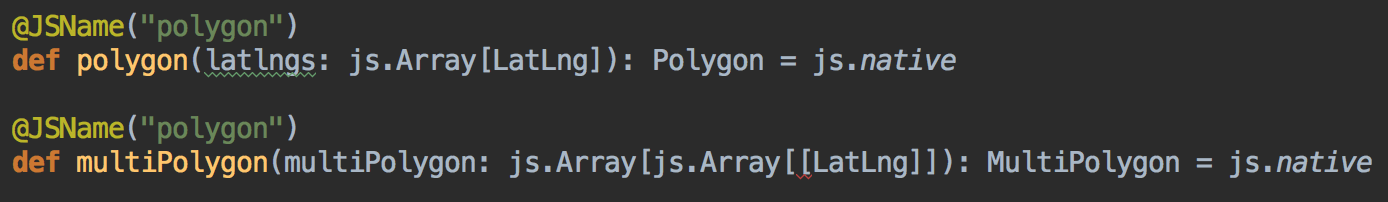 @JSName("polygon")
def polygon(latlngs: js.Array[LatLng]): Polygon = js.native
@JSName("polygon")
def multiPolygon(multiPolygon: js.Array[js.Array[[LatLng]]): MultiPolygon = js.native